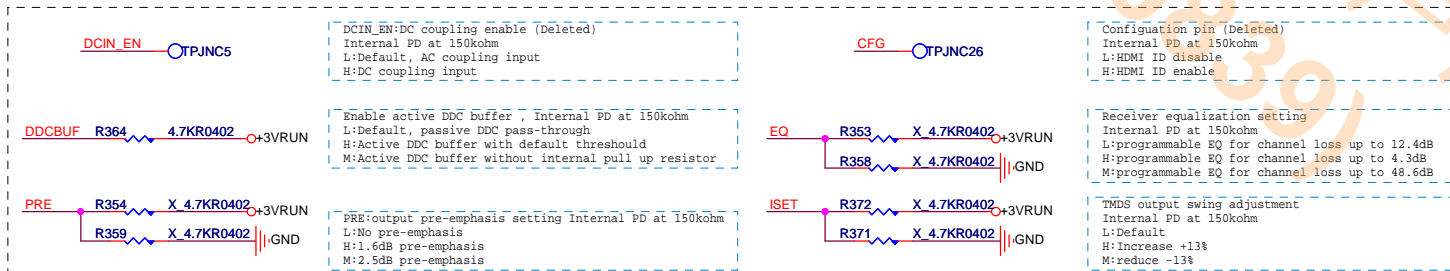 DCIN_EN
TPJNC5
DCIN_EN:DC coupling enable (Deleted)
Internal PD at 150kohm
L:Default, AC coupling input
H:DC coupling input
CFG
TPJNC26
Configuation pin (Deleted)
Internal PD at 150kohm
L:HDMI ID disable
H:HDMI ID enable
DDCBUF R364 4.7KR0402 +3VRUN
Enable active DDC buffer , Internal PD at 150kohm
L:Default, passive DDC pass-through
H:Active DDC buffer with default threshould
M:Active DDC buffer without internal pull up resistor
EQ R353 X_4.7KR0402 +3VRUN
R358 X_4.7KR0402 GND
Receiver equalization setting
Internal PD at 150kohm
L:programmable EQ for channel loss up to 12.4dB
H:programmable EQ for channel loss up to 4.3dB
M:programmable EQ for channel loss up to 48.6dB
PRE R354 X_4.7KR0402 +3VRUN
R359 X_4.7KR0402 GND
PRE:output pre-emphasis setting Internal PD at 150kohm
L:No pre-emphasis
H:1.6dB pre-emphasis
M:2.5dB pre-emphasis
ISET R372 X_4.7KR0402 +3VRUN
R371 X_4.7KR0402 GND
TMDS output swing adjustment
Internal PD at 150kohm
L:Default
H:Increase +13%
M:reduce -13%